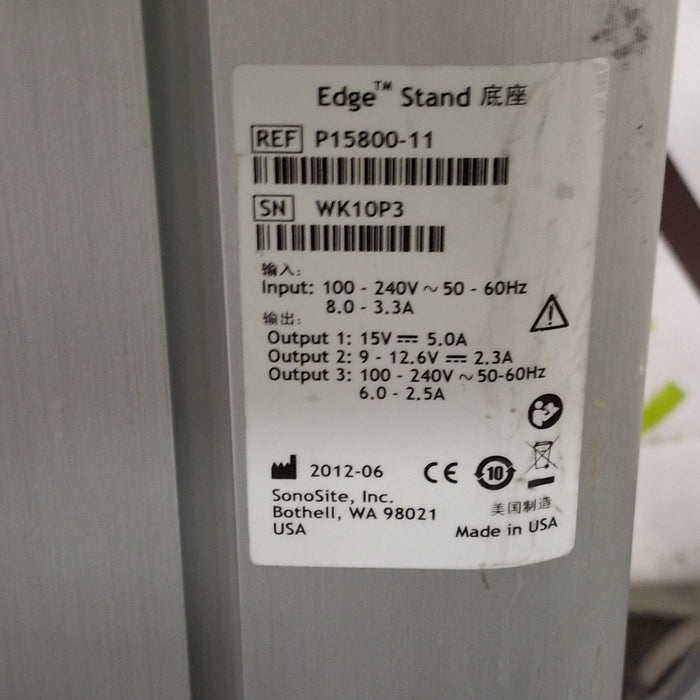 Edge™ Stand 底座
REF P15800-11
SN WK10P3
输入:
Input: 100 - 240V ~ 50 - 60Hz
8.0 - 3.3A
输出:
Output 1: 15V ⎓ 5.0A
Output 2: 9 - 12.6V ⎓ 2.3A
Output 3: 100 - 240V ~ 50-60Hz
6.0 - 2.5A
2012-06 CE 10
SonoSite, Inc.
Bothell, WA 98021
USA
美国制造
Made in USA